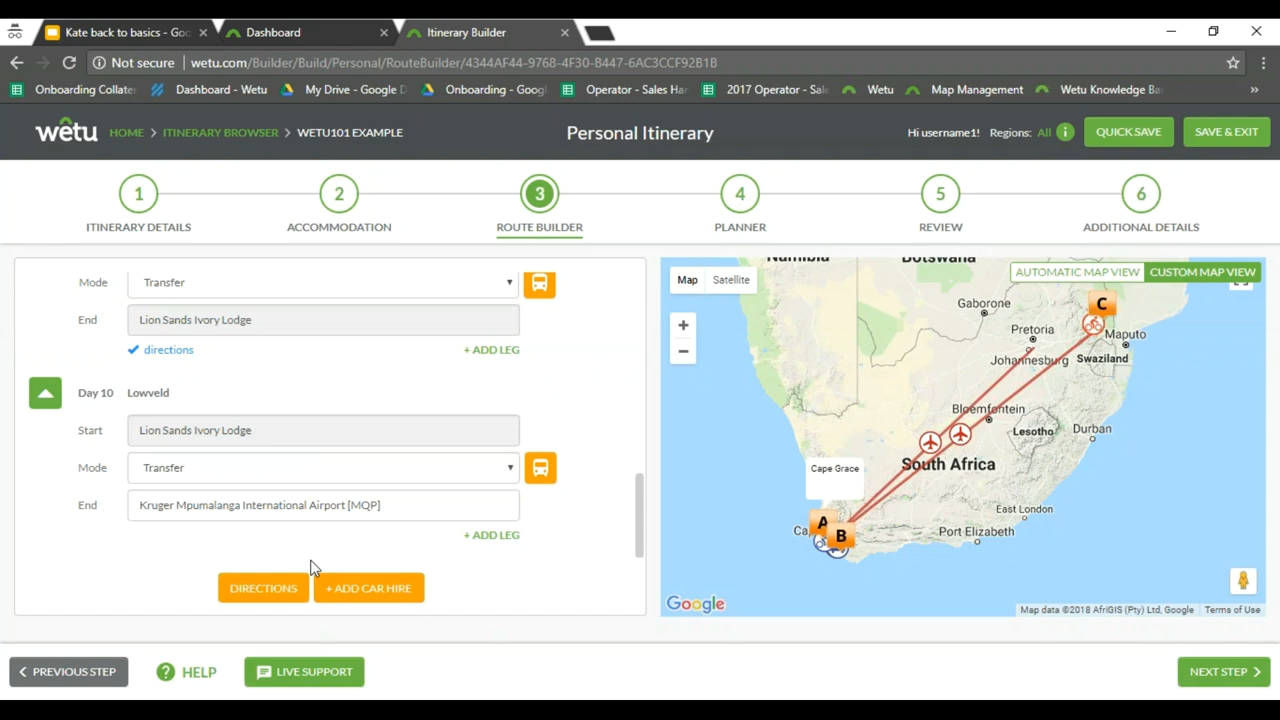 Kate back to basics - Goo
Dashboard
Itinerary Builder
Not secure | wetu.com/Builder/Build/Personal/RouteBuilder/4344AF44-9768-4F30-B447-6AC3CCF92B1B
Onboarding Collater
Dashboard - Wetu
My Drive - Google D
Onboarding - Googl
Operator - Sales Har
2017 Operator - Sale
Wetu
Map Management
Wetu Knowledge Bas
»
wetu
HOME > ITINERARY BROWSER > WETU101 EXAMPLE
Personal Itinerary
Hi username1! Regions: All i
QUICK SAVE
SAVE & EXIT
1
2
3
4
5
6
ITINERARY DETAILS
ACCOMMODATION
ROUTE BUILDER
PLANNER
REVIEW
ADDITIONAL DETAILS
Mode Transfer
End Lion Sands Ivory Lodge
directions
+ ADD LEG
Day 10 Lowveld
Start Lion Sands Ivory Lodge
Mode Transfer
End Kruger Mpumalanga International Airport [MQP]
+ ADD LEG
DIRECTIONS
+ ADD CAR HIRE
Map Satellite
AUTOMATIC MAP VIEW
CUSTOM MAP VIEW
Namibia
Botswana
C
Gaborone
Pretoria
Maputo
Johannesburg
Swaziland
Bloemfontein
Lesotho
Durban
South Africa
Cape Grace
East London
Port Elizabeth
A
B
+
−
Google
Map data ©2018 AfriGIS (Pty) Ltd, Google
Terms of Use
PREVIOUS STEP
? HELP
LIVE SUPPORT
NEXT STEP